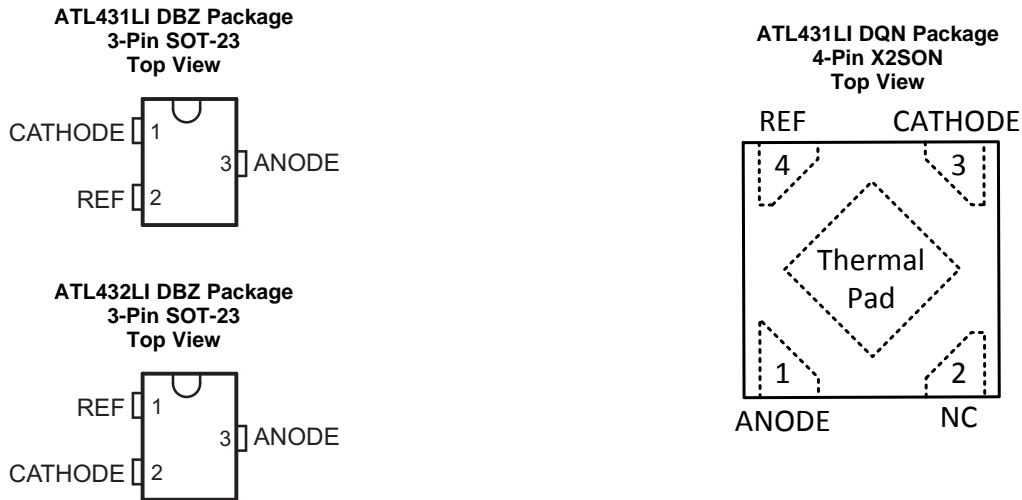 ATL431LI DBZ Package
3-Pin SOT-23
Top View
CATHODE 1
3 ANODE
REF 2
ATL432LI DBZ Package
3-Pin SOT-23
Top View
REF 1
3 ANODE
CATHODE 2
ATL431LI DQN Package
4-Pin X2SON
Top View
REF CATHODE
4 3
Thermal
Pad
1 2
ANODE NC